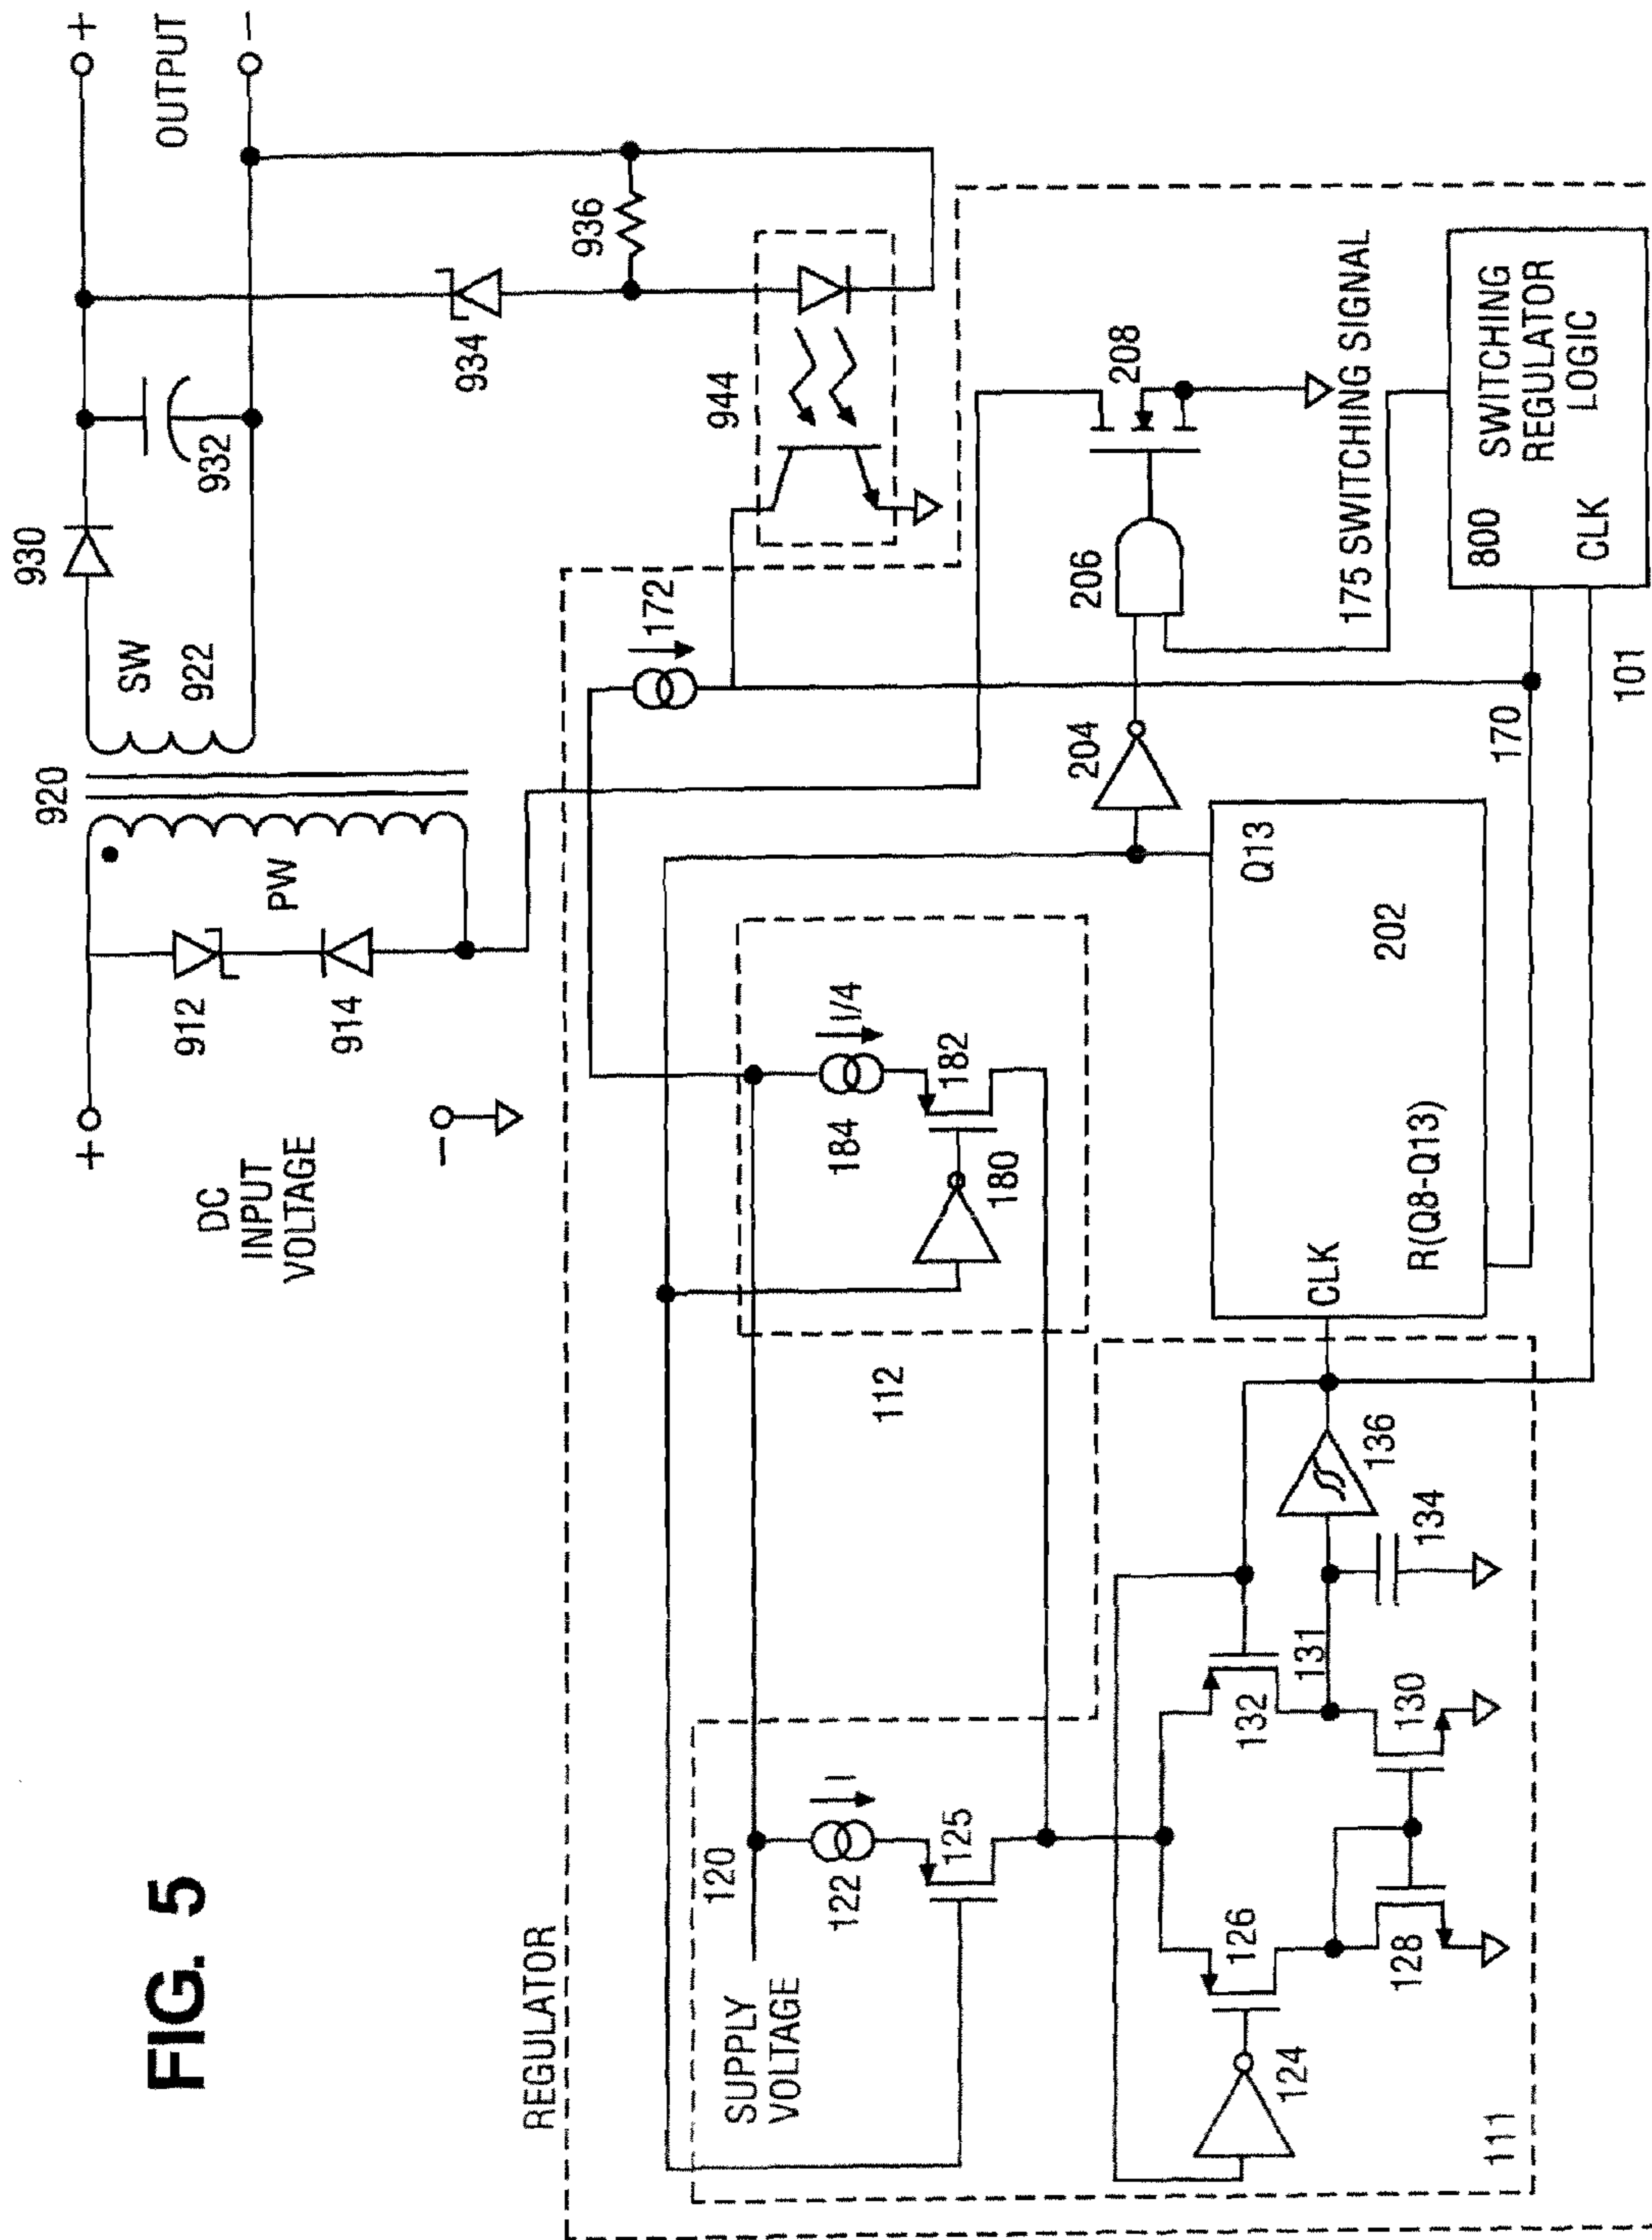 FIG. 5
+
OUTPUT
-
930
932
SW
922
920
PW
912
914
+
DC
INPUT
VOLTAGE
-
934
936
944
REGULATOR
172
120
SUPPLY
VOLTAGE
122
I
125
112
184
I/4
182
180
204
206
208
175 SWITCHING SIGNAL
Q13
202
CLK
R(Q8-Q13)
170
101
800
SWITCHING
REGULATOR
LOGIC
CLK
124
126
128
130
131
132
134
136
111